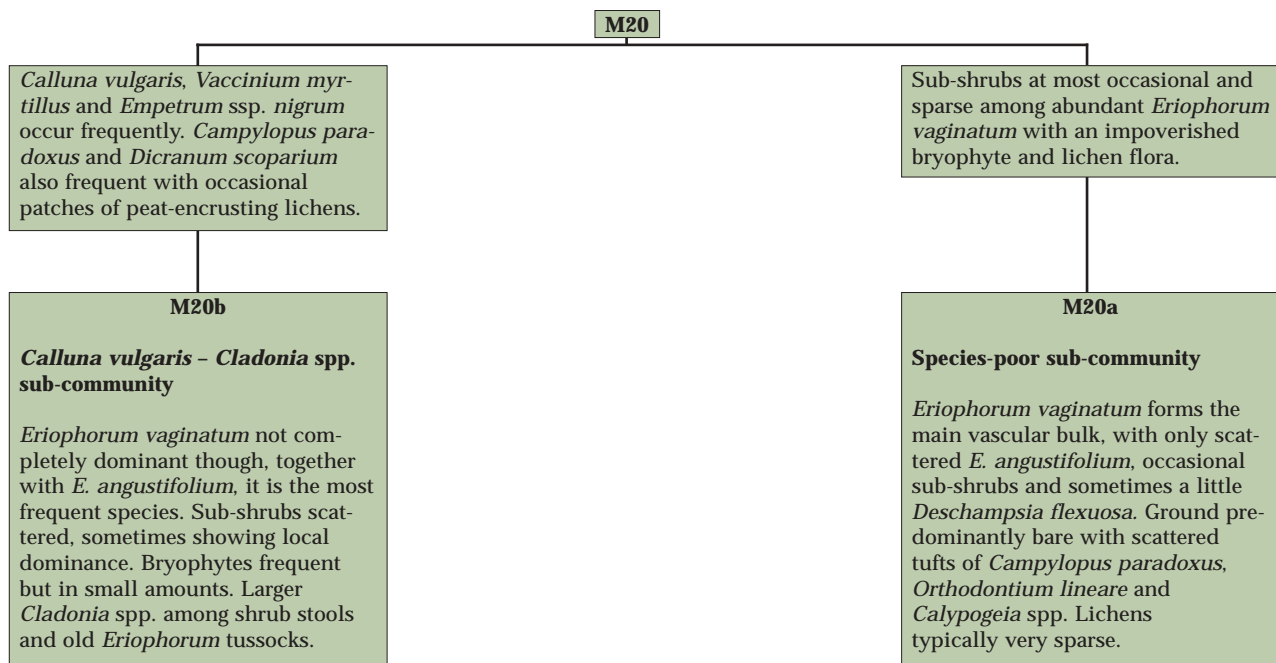 M20
Calluna vulgaris, Vaccinium myr-
tillus and Empetrum ssp. nigrum
occur frequently. Campylopus para-
doxus and Dicranum scoparium
also frequent with occasional
patches of peat-encrusting lichens.
Sub-shrubs at most occasional and
sparse among abundant Eriophorum
vaginatum with an impoverished
bryophyte and lichen flora.
M20b
Calluna vulgaris – Cladonia spp.
sub-community
Eriophorum vaginatum not com-
pletely dominant though, together
with E. angustifolium, it is the most
frequent species. Sub-shrubs scat-
tered, sometimes showing local
dominance. Bryophytes frequent
but in small amounts. Larger
Cladonia spp. among shrub stools
and old Eriophorum tussocks.
M20a
Species-poor sub-community
Eriophorum vaginatum forms the
main vascular bulk, with only scat-
tered E. angustifolium, occasional
sub-shrubs and sometimes a little
Deschampsia flexuosa. Ground pre-
dominantly bare with scattered
tufts of Campylopus paradoxus,
Orthodontium lineare and
Calypogeia spp. Lichens
typically very sparse.